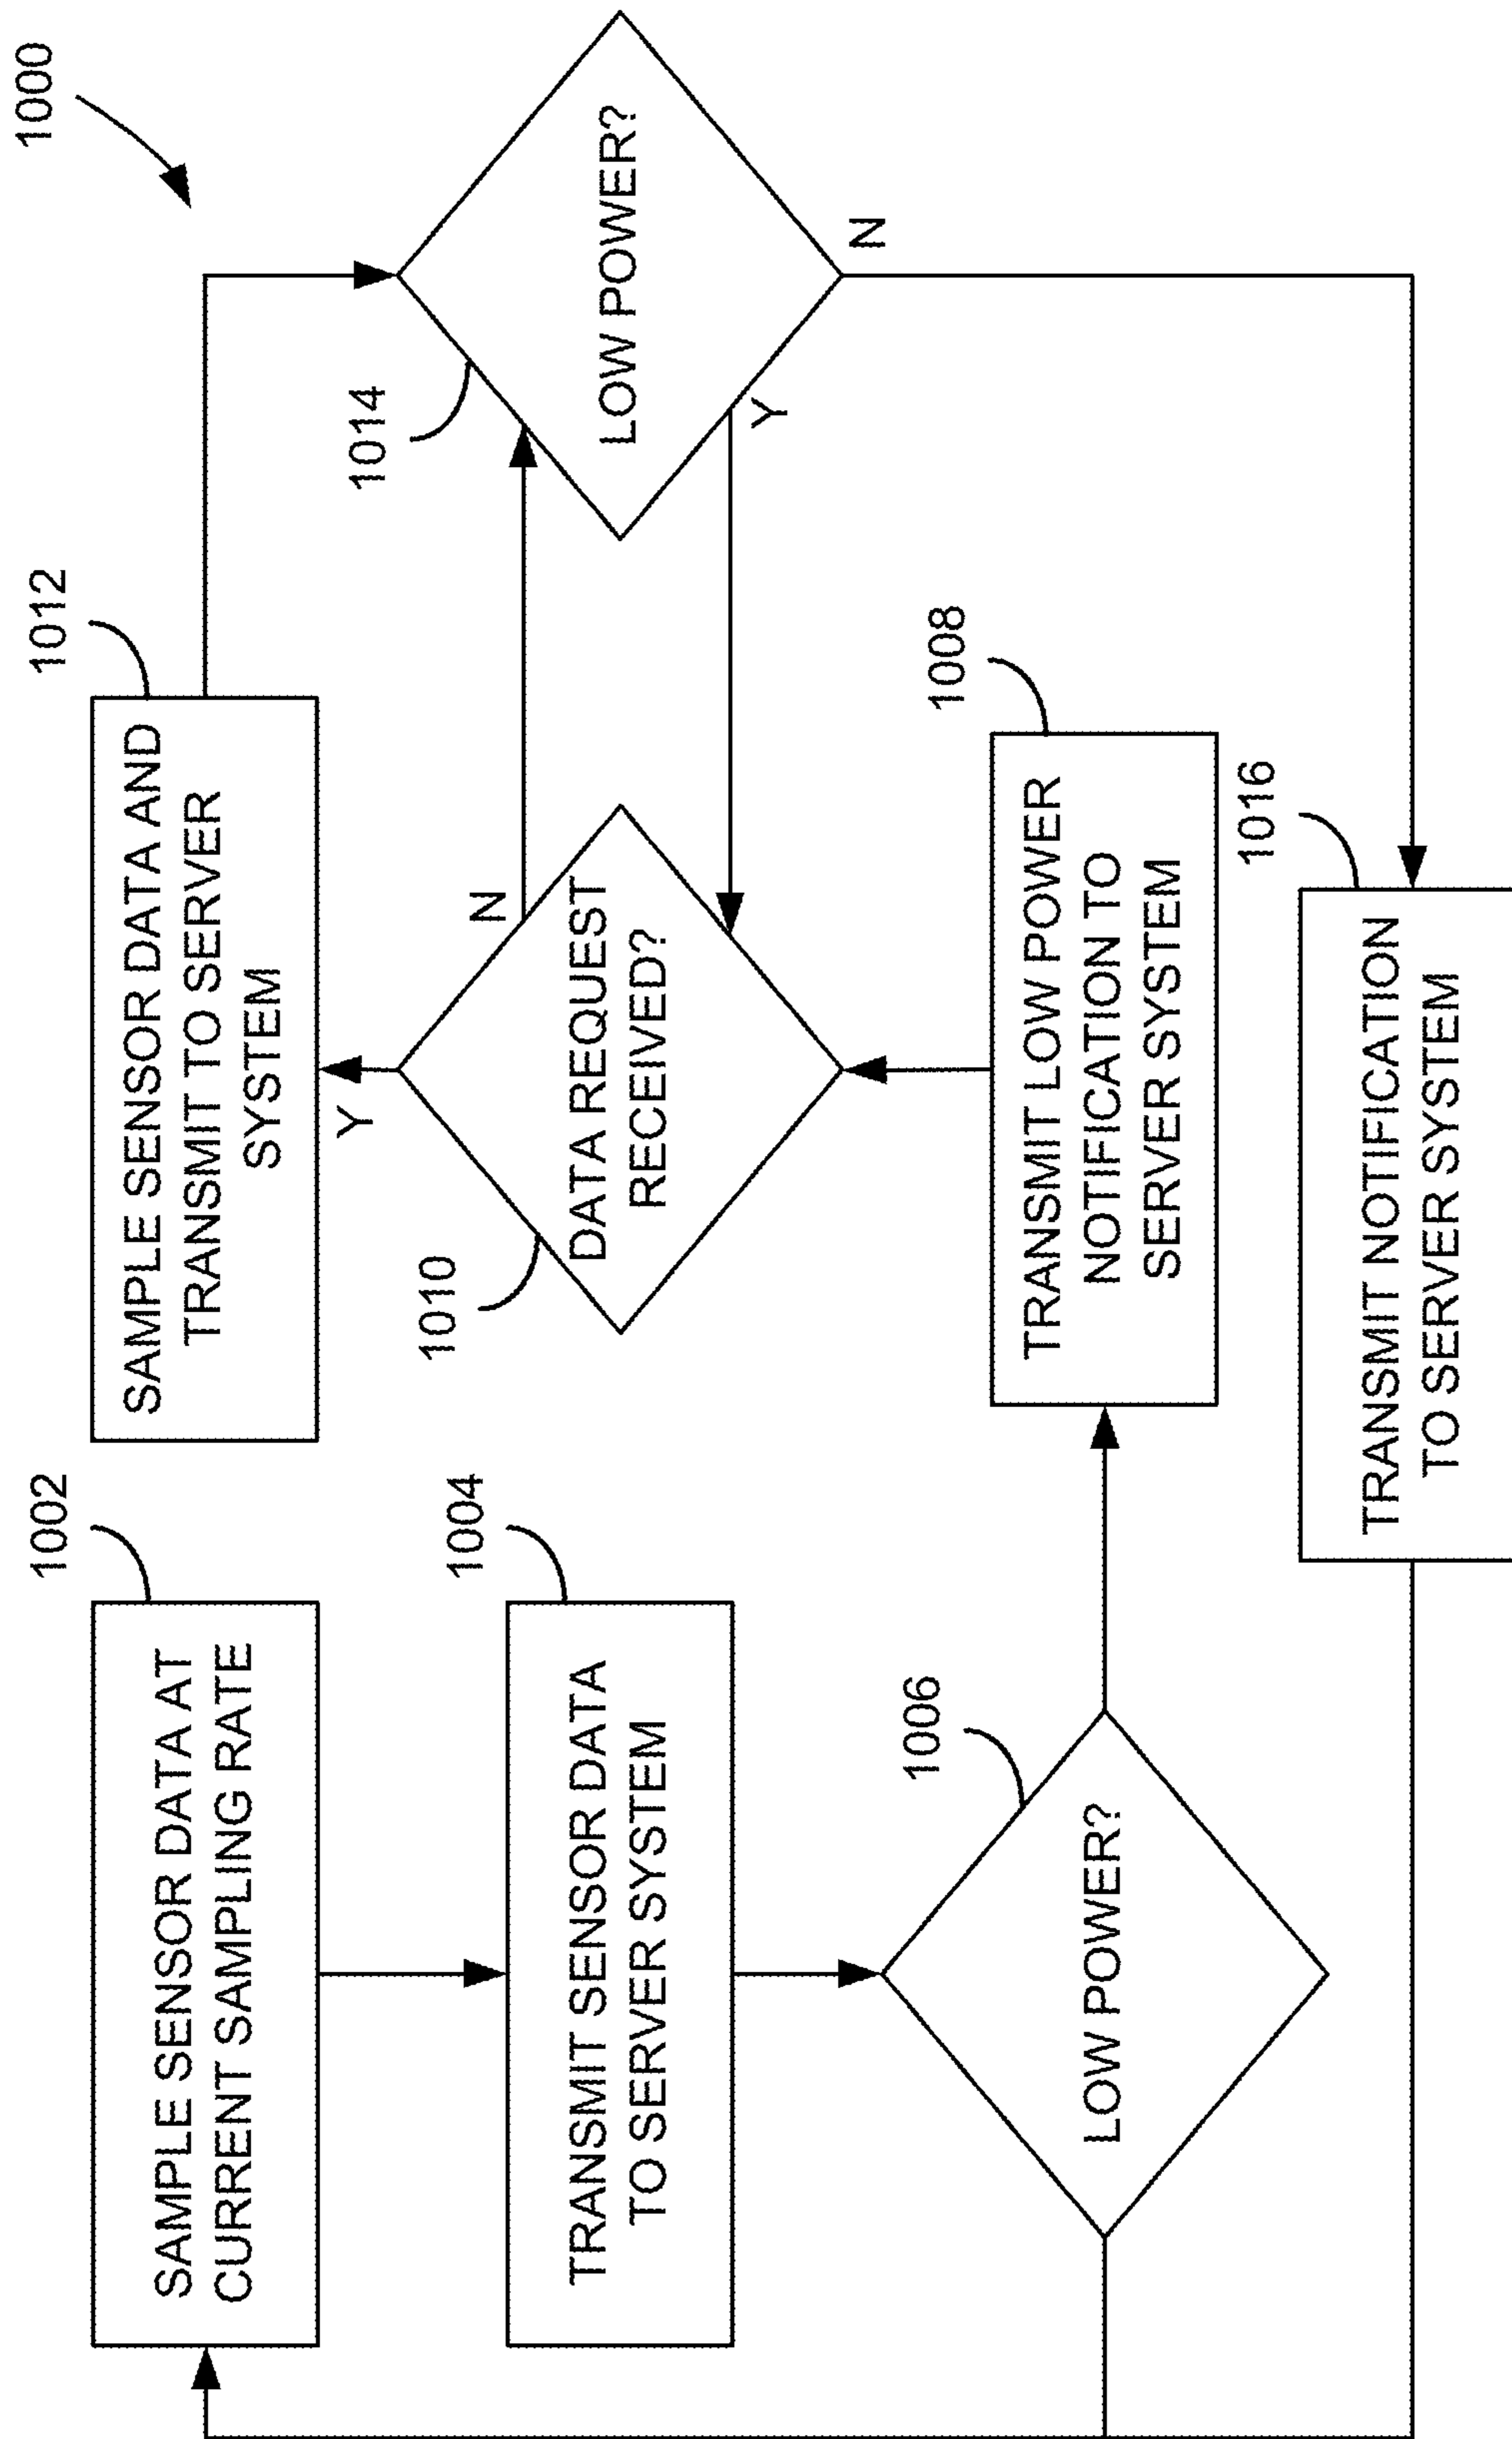 1000
1002
SAMPLE SENSOR DATA AT
CURRENT SAMPLING RATE
1004
TRANSMIT SENSOR DATA
TO SERVER SYSTEM
1006
LOW POWER?
1008
TRANSMIT LOW POWER
NOTIFICATION TO
SERVER SYSTEM
1010
DATA REQUEST
RECEIVED?
Y
N
1012
SAMPLE SENSOR DATA AND
TRANSMIT TO SERVER
SYSTEM
1014
LOW POWER?
Y
N
1016
TRANSMIT NOTIFICATION
TO SERVER SYSTEM